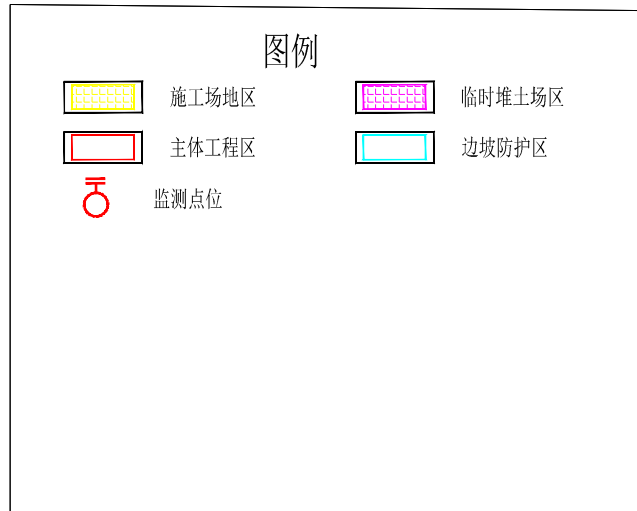 图例
施工场地区 临时堆土场区
主体工程区 边坡防护区
监测点位